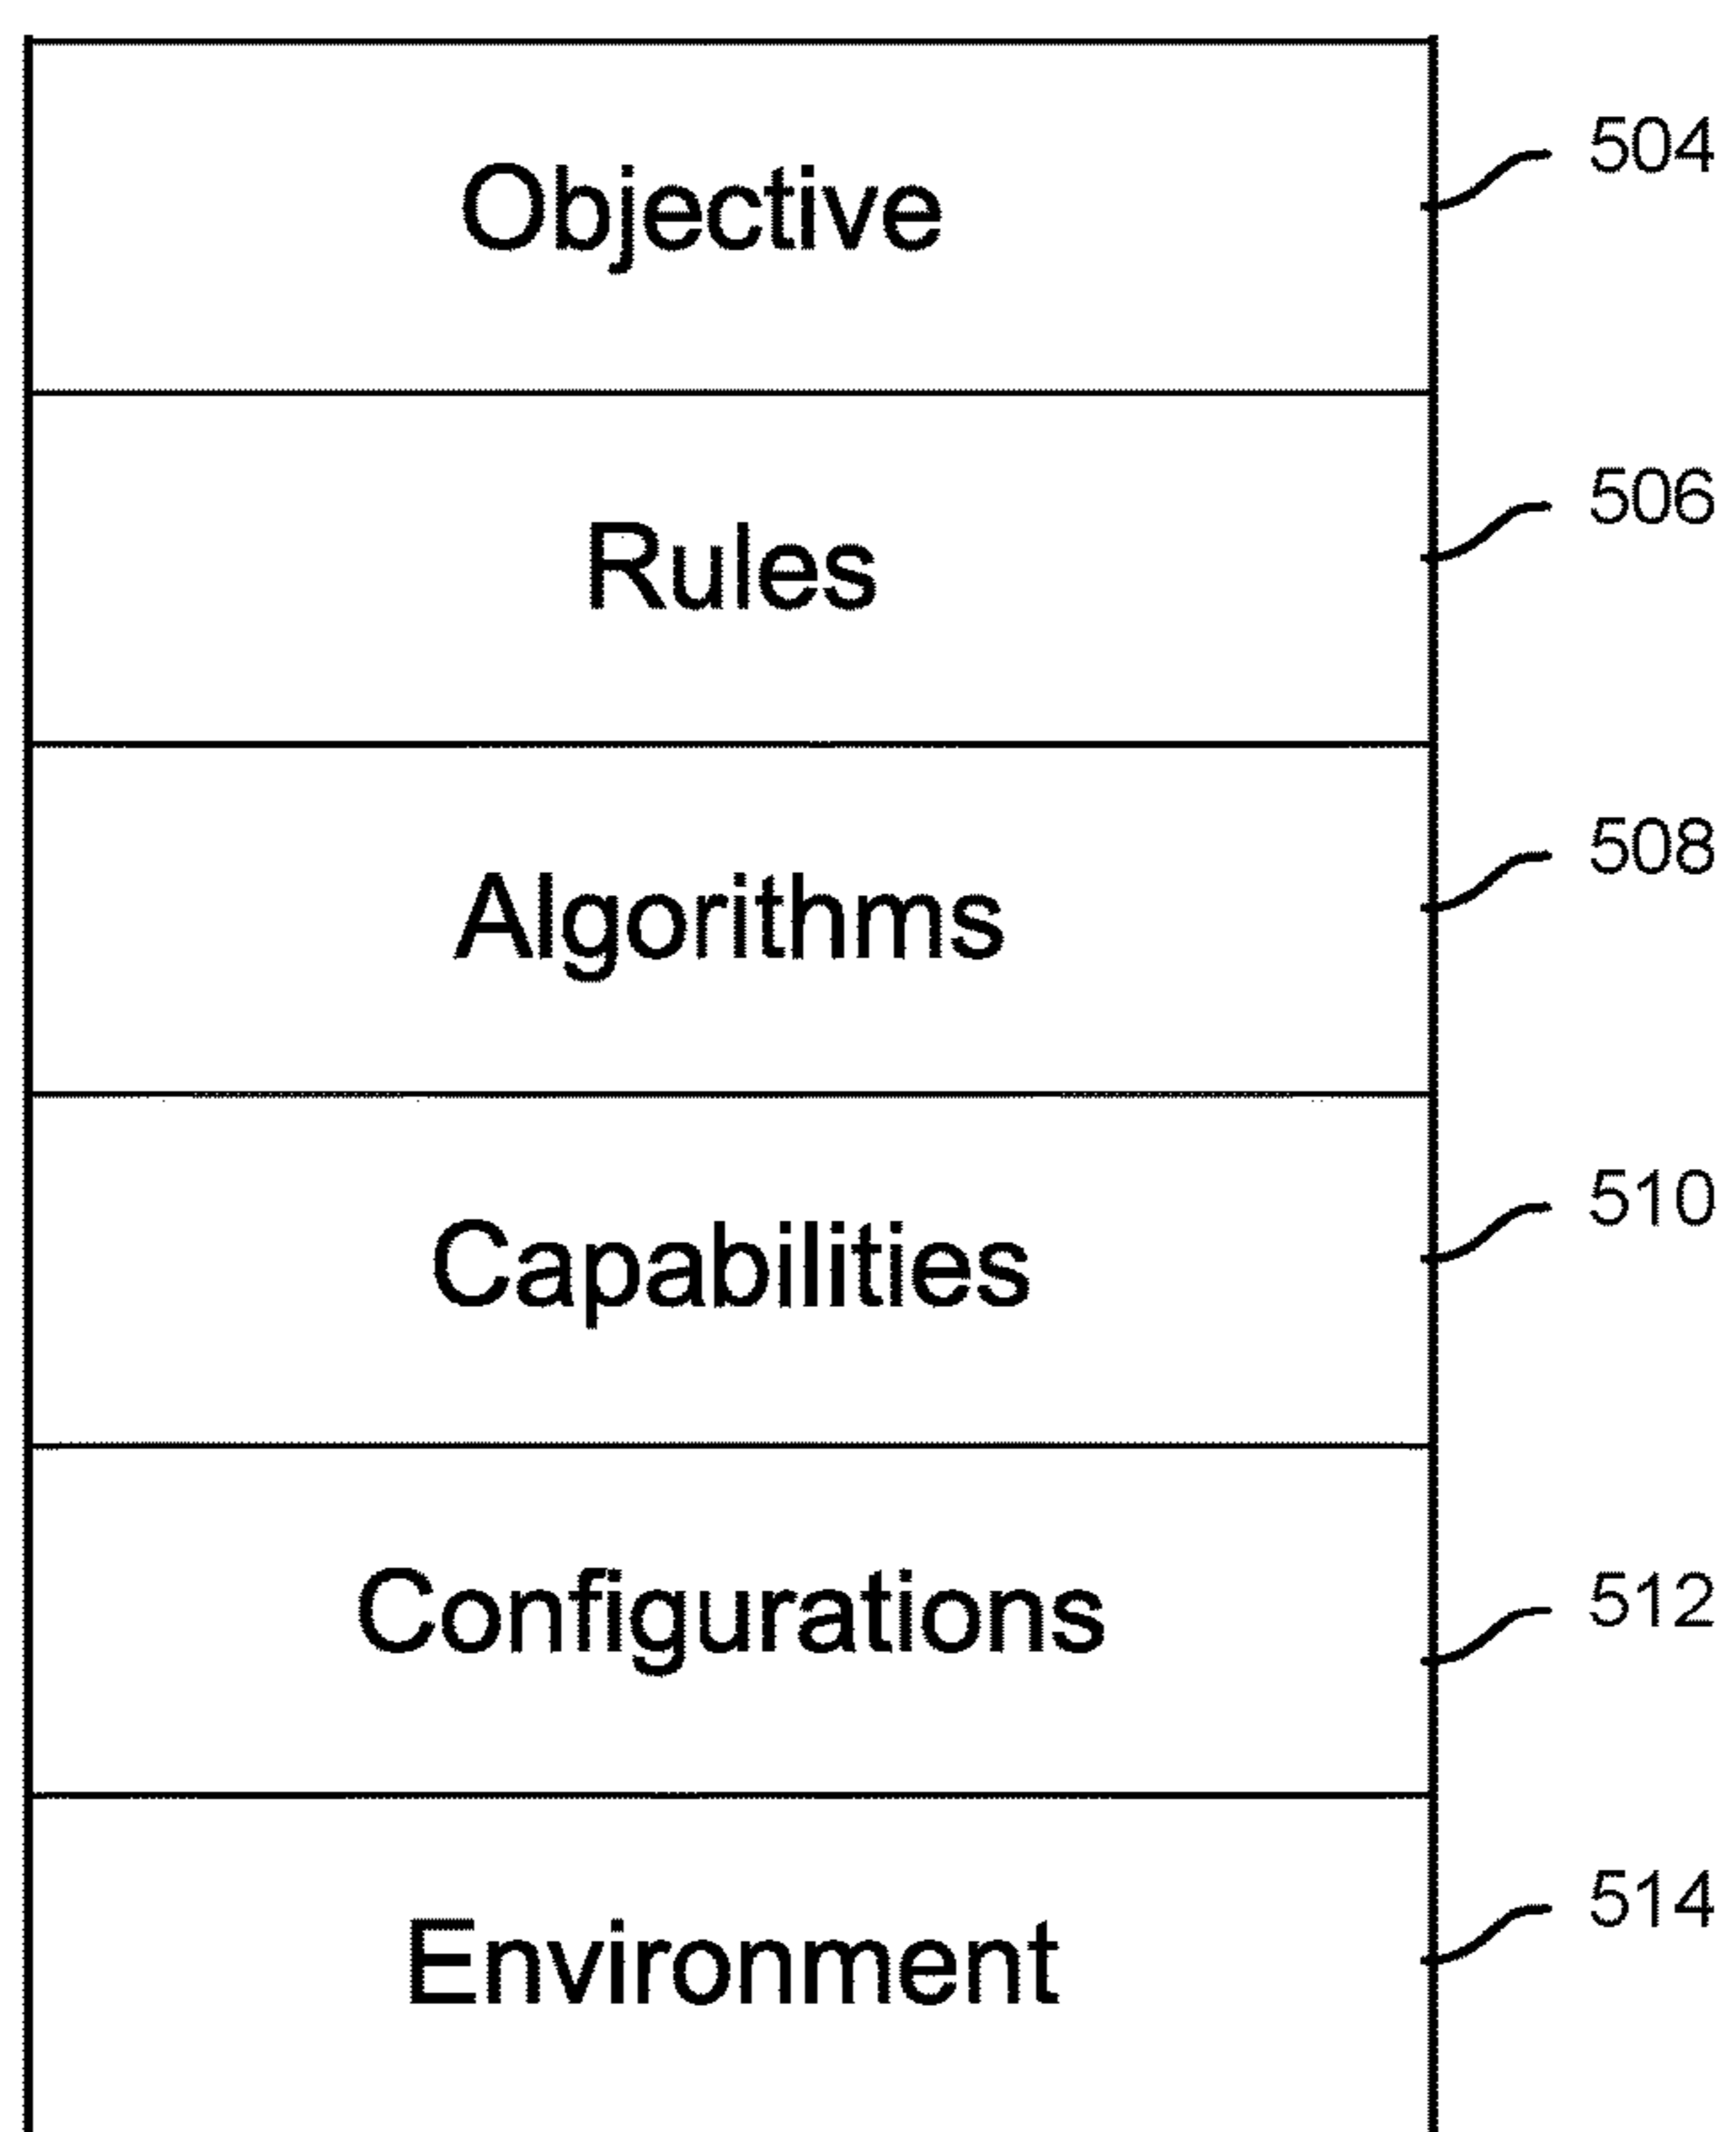 Objective 504
Rules 506
Algorithms 508
Capabilities 510
Configurations 512
Environment 514